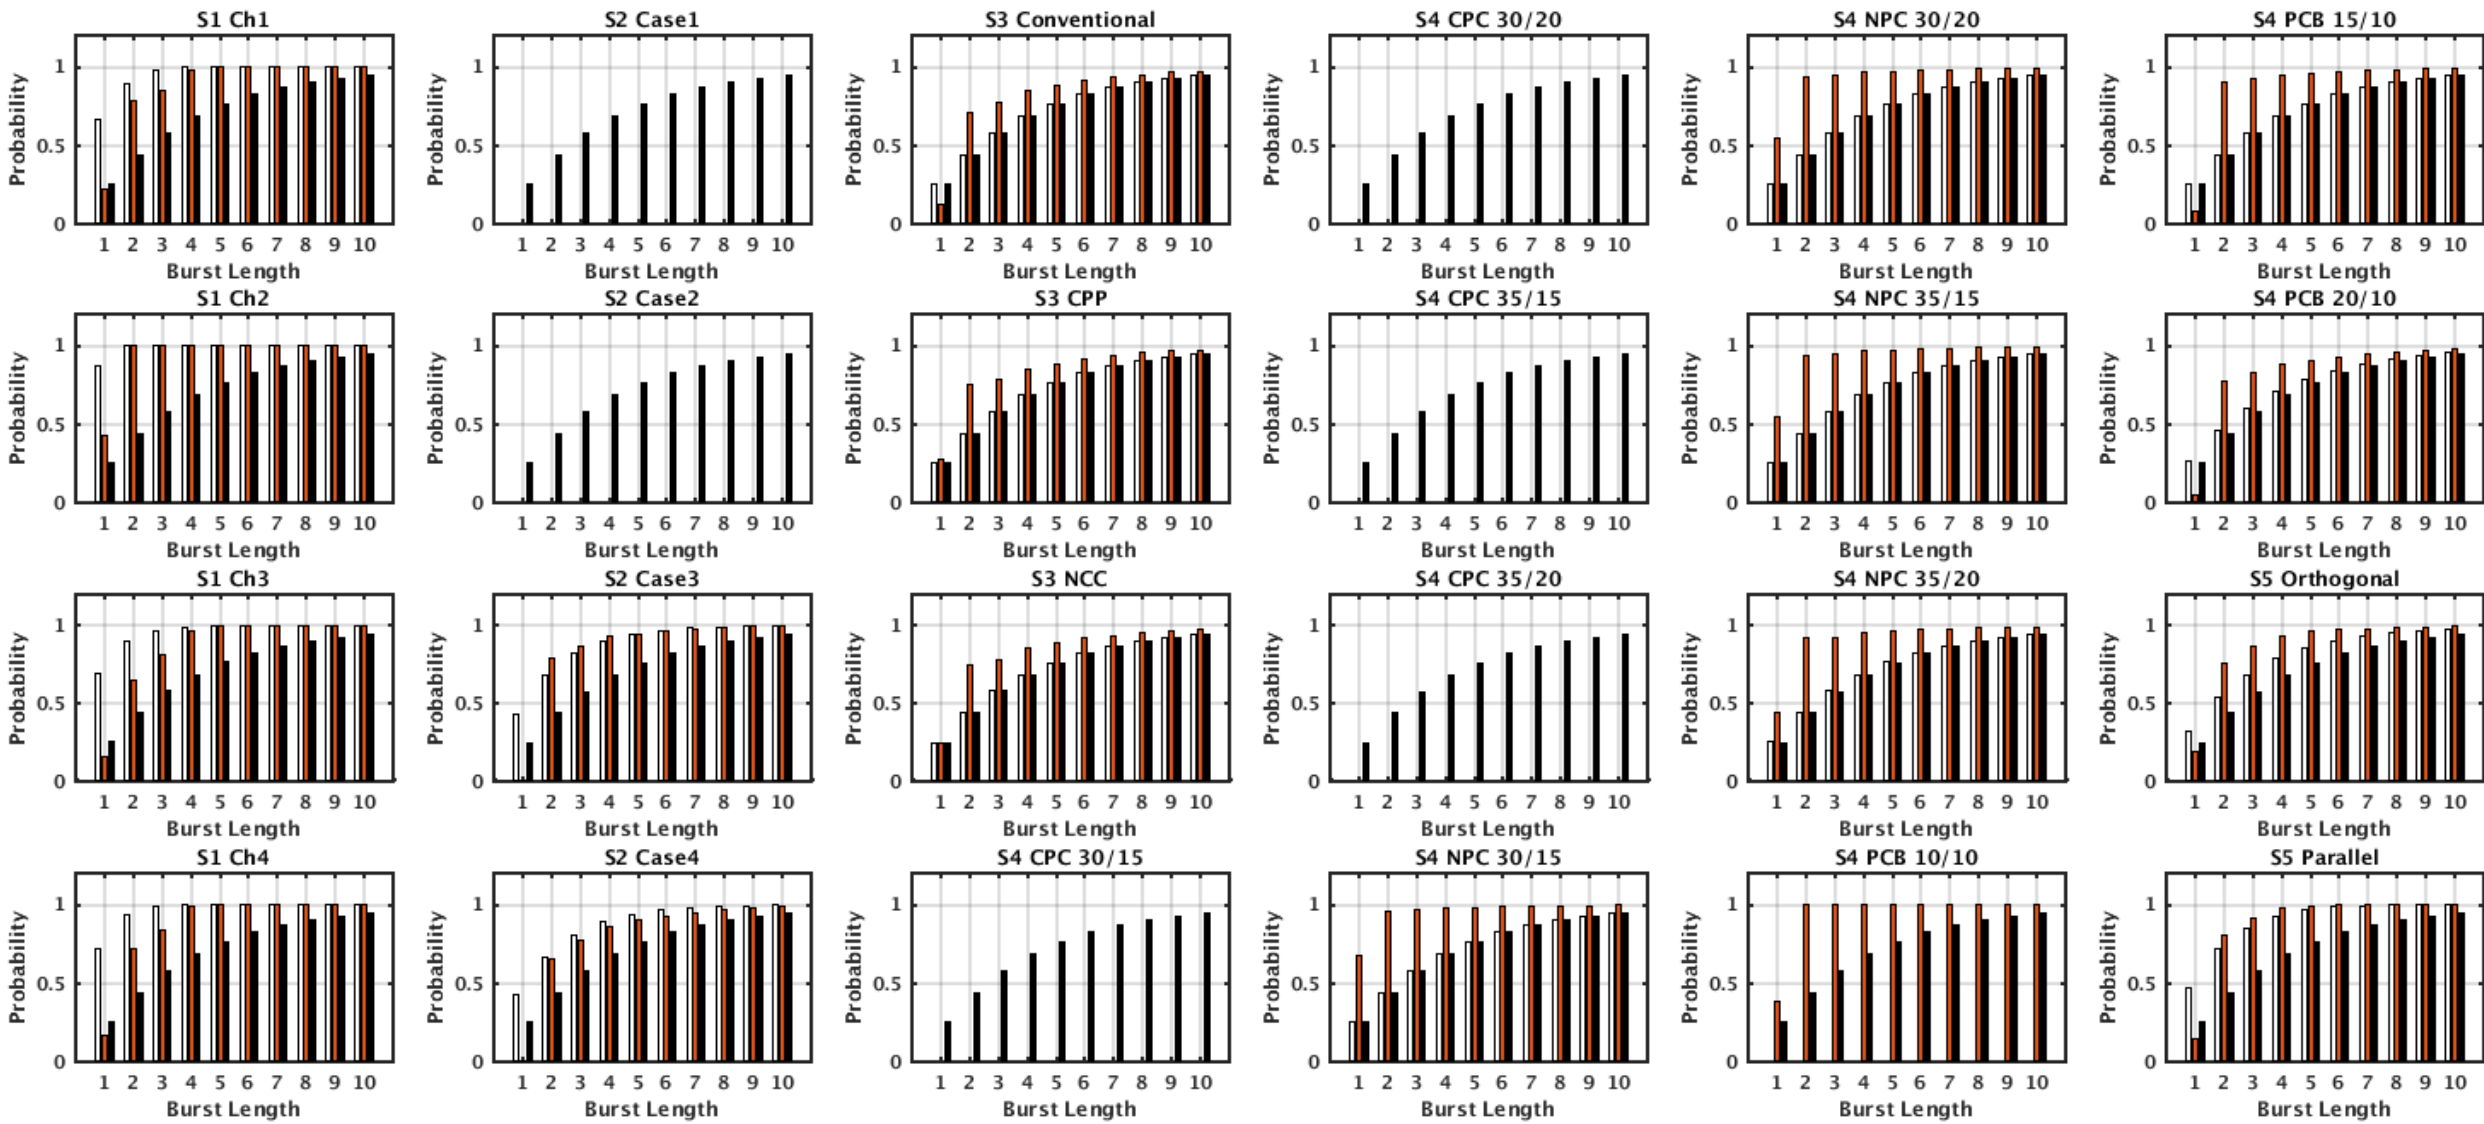 S1 Ch1 S2 Case1 S3 Conventional S4 CPC 30/20 S4 NPC 30/20 S4 PCB 15/10
Probability Probability Probability Probability Probability Probability
1 1 1 1 1 1
0.5 0.5 0.5 0.5 0.5 0.5
0 0 0 0 0 0
1 2 3 4 5 6 7 8 9 10 1 2 3 4 5 6 7 8 9 10 1 2 3 4 5 6 7 8 9 10 1 2 3 4 5 6 7 8 9 10 1 2 3 4 5 6 7 8 9 10 1 2 3 4 5 6 7 8 9 10
Burst Length Burst Length Burst Length Burst Length Burst Length Burst Length
S1 Ch2 S2 Case2 S3 CPP S4 CPC 35/15 S4 NPC 35/15 S4 PCB 20/10
Probability Probability Probability Probability Probability Probability
1 1 1 1 1 1
0.5 0.5 0.5 0.5 0.5 0.5
0 0 0 0 0 0
1 2 3 4 5 6 7 8 9 10 1 2 3 4 5 6 7 8 9 10 1 2 3 4 5 6 7 8 9 10 1 2 3 4 5 6 7 8 9 10 1 2 3 4 5 6 7 8 9 10 1 2 3 4 5 6 7 8 9 10
Burst Length Burst Length Burst Length Burst Length Burst Length Burst Length
S1 Ch3 S2 Case3 S3 NCC S4 CPC 35/20 S4 NPC 35/20 S5 Orthogonal
Probability Probability Probability Probability Probability Probability
1 1 1 1 1 1
0.5 0.5 0.5 0.5 0.5 0.5
0 0 0 0 0 0
1 2 3 4 5 6 7 8 9 10 1 2 3 4 5 6 7 8 9 10 1 2 3 4 5 6 7 8 9 10 1 2 3 4 5 6 7 8 9 10 1 2 3 4 5 6 7 8 9 10 1 2 3 4 5 6 7 8 9 10
Burst Length Burst Length Burst Length Burst Length Burst Length Burst Length
S1 Ch4 S2 Case4 S4 CPC 30/15 S4 NPC 30/15 S4 PCB 10/10 S5 Parallel
Probability Probability Probability Probability Probability Probability
1 1 1 1 1 1
0.5 0.5 0.5 0.5 0.5 0.5
0 0 0 0 0 0
1 2 3 4 5 6 7 8 9 10 1 2 3 4 5 6 7 8 9 10 1 2 3 4 5 6 7 8 9 10 1 2 3 4 5 6 7 8 9 10 1 2 3 4 5 6 7 8 9 10 1 2 3 4 5 6 7 8 9 10
Burst Length Burst Length Burst Length Burst Length Burst Length Burst Length